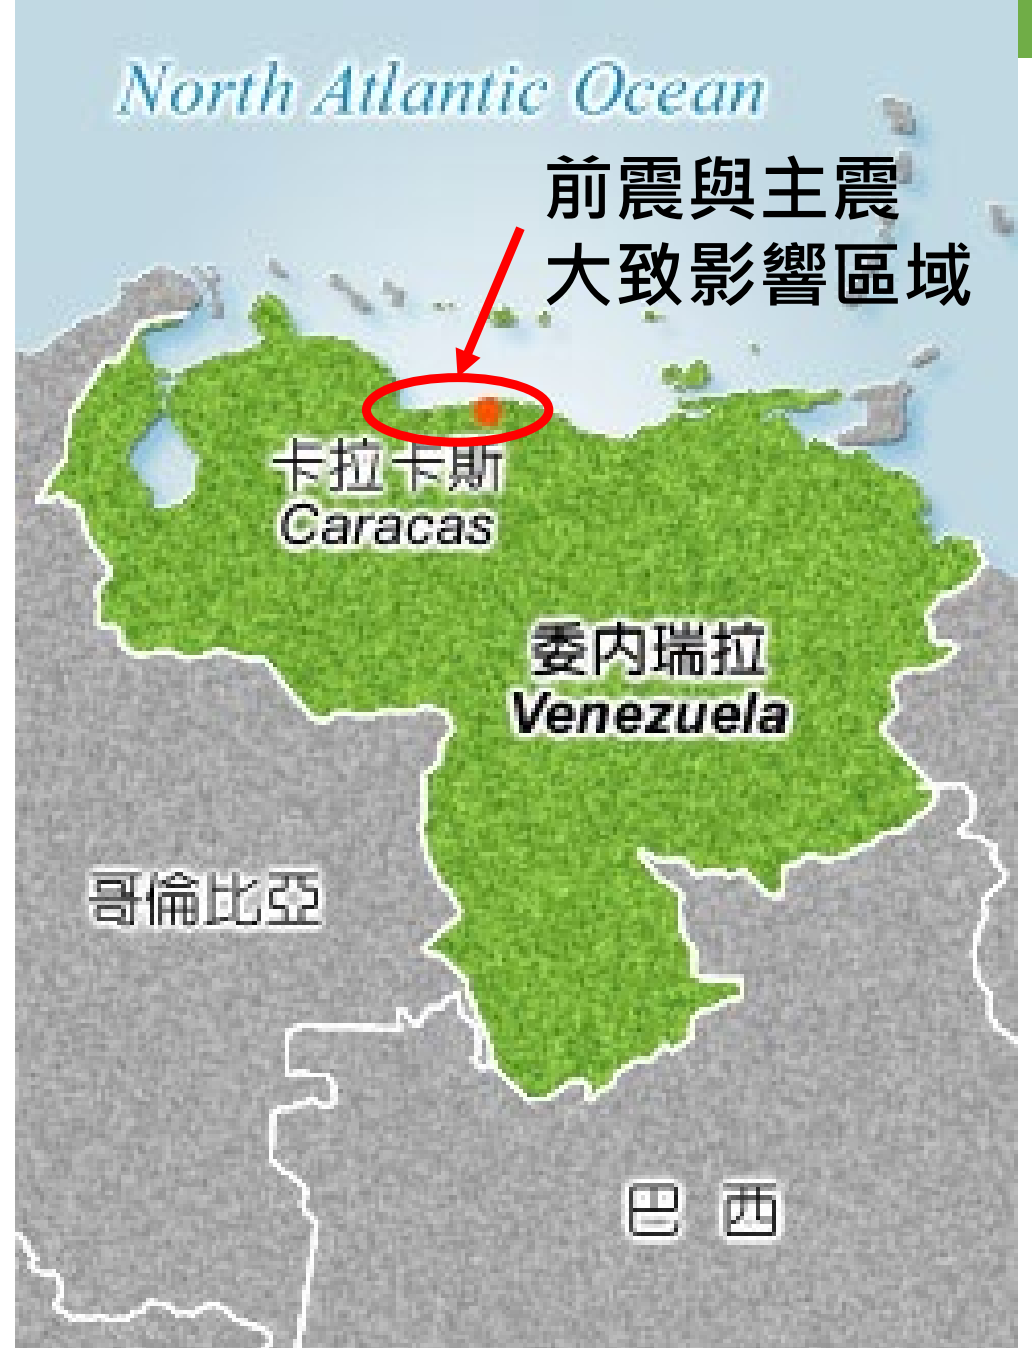 North Atlantic Ocean
前震與主震
大致影響區域
卡拉卡斯
Caracas
委內瑞拉
Venezuela
哥倫比亞
巴西